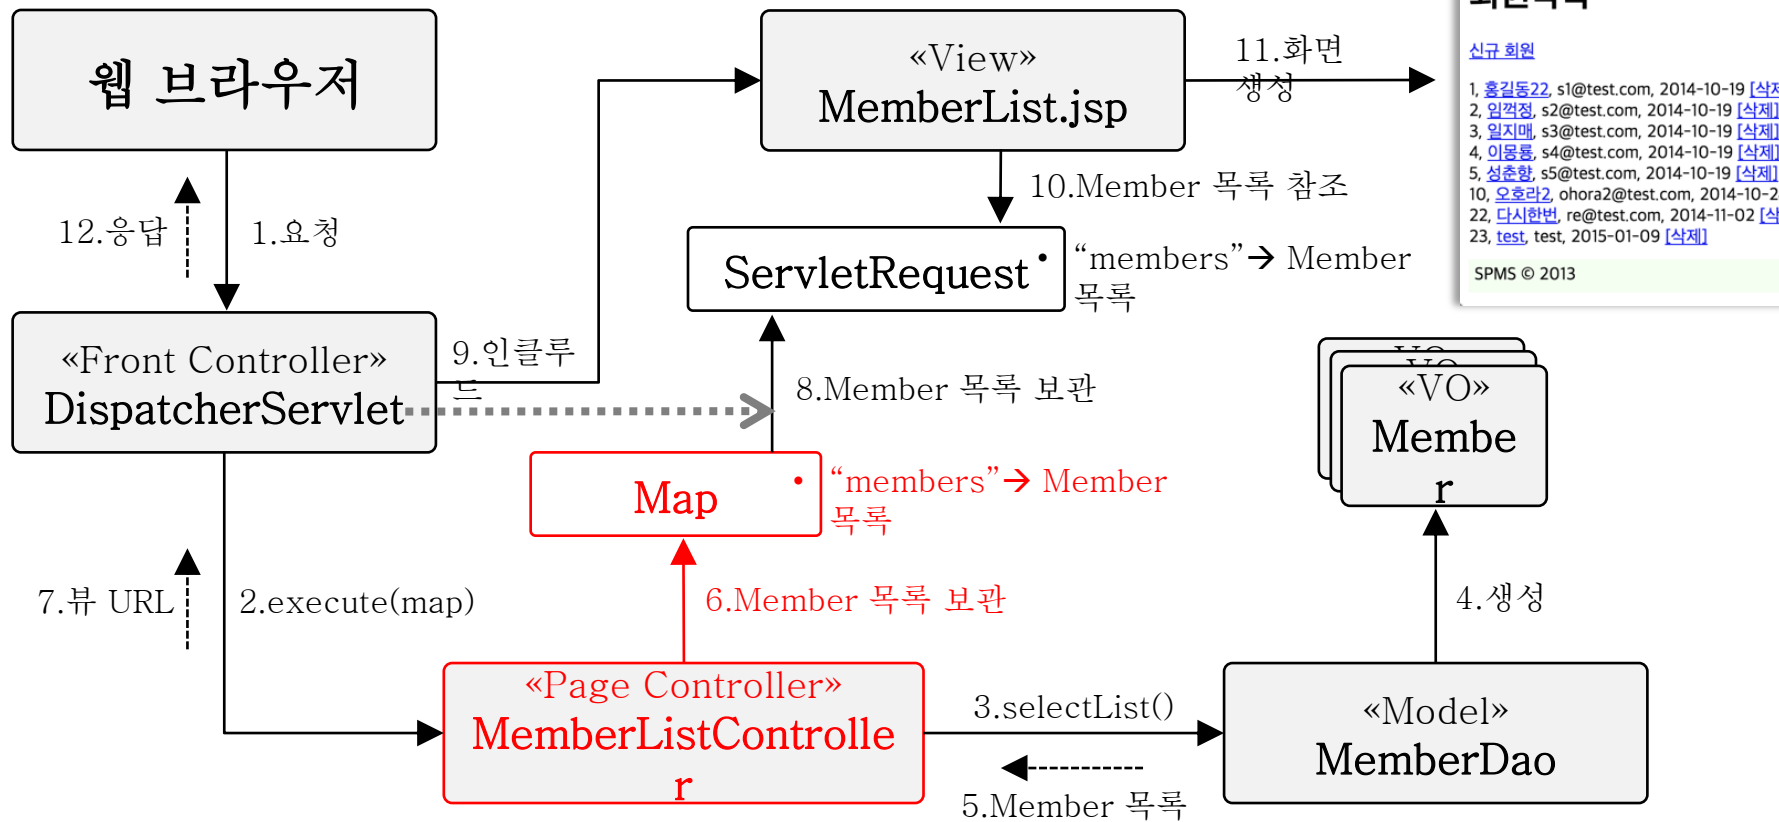 웹 브라우저
«View»
MemberList.jsp
11.화면
생성
신규 회원
1, 홍길동22, s1@test.com, 2014-10-19 [삭제
2, 임꺽정, s2@test.com, 2014-10-19 [삭제]
3, 일지매, s3@test.com, 2014-10-19 [삭제]
4, 이몽룡, s4@test.com, 2014-10-19 [삭제]
5, 성춘향, s5@test.com, 2014-10-19 [삭제]
10, 오호라2, ohora2@test.com, 2014-10-2
22, 다시한번, re@test.com, 2014-11-02 [삭
23, test, test, 2015-01-09 [삭제]
SPMS © 2013
12.응답
1.요청
10.Member 목록 참조
ServletRequest
• “members”→ Member
목록
«Front Controller»
DispatcherServlet
9.인클루
드
8.Member 목록 보관
Map
• “members”→ Member
목록
VO
VO
«VO»
Membe
r
7.뷰 URL
2.execute(map)
6.Member 목록 보관
4.생성
«Page Controller»
MemberListControlle
r
3.selectList()
5.Member 목록
«Model»
MemberDao